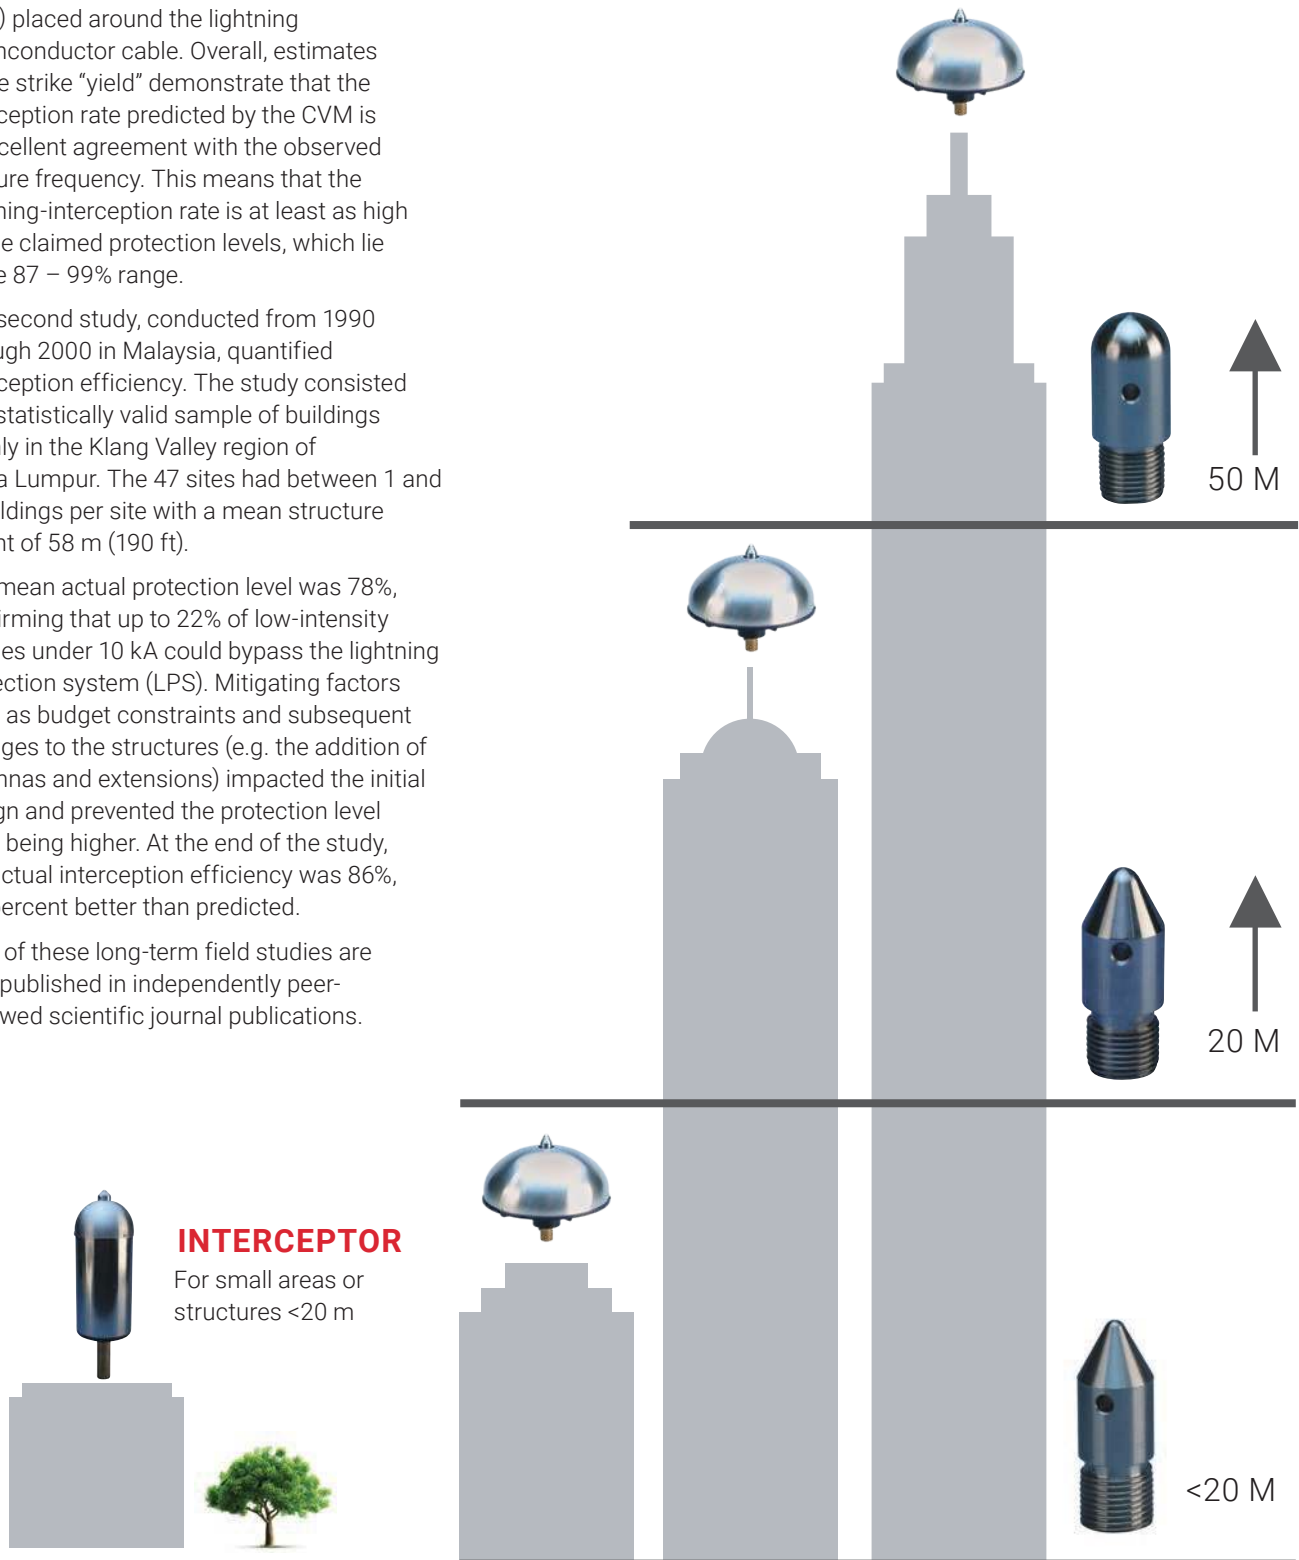 ) placed around the lightning
nconductor cable. Overall, estimates
e strike “yield” demonstrate that the
ception rate predicted by the CVM is
cellent agreement with the observed
ure frequency. This means that the
ning-interception rate is at least as high
e claimed protection levels, which lie
e 87 – 99% range.
second study, conducted from 1990
ugh 2000 in Malaysia, quantified
ception efficiency. The study consisted
statistically valid sample of buildings
ly in the Klang Valley region of
a Lumpur. The 47 sites had between 1 and
ldings per site with a mean structure
nt of 58 m (190 ft).
mean actual protection level was 78%,
irming that up to 22% of low-intensity
es under 10 kA could bypass the lightning
ection system (LPS). Mitigating factors
as budget constraints and subsequent
ges to the structures (e.g. the addition of
nnas and extensions) impacted the initial
gn and prevented the protection level
being higher. At the end of the study,
actual interception efficiency was 86%,
percent better than predicted.
of these long-term field studies are
published in independently peer-
wed scientific journal publications.
50 M
20 M
INTERCEPTOR
For small areas or
structures <20 m
<20 M